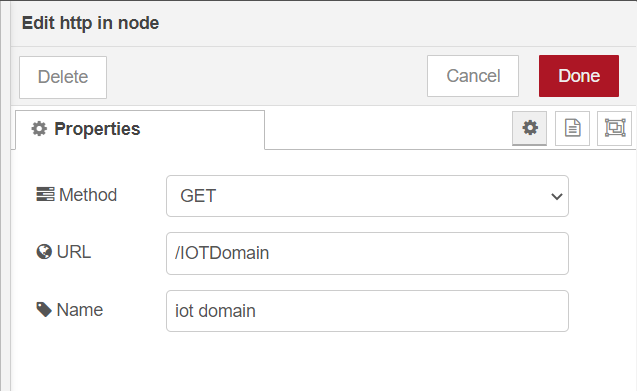 Edit http in node
Delete Cancel Done
Properties
Method GET
URL /IOTDomain
Name iot domain